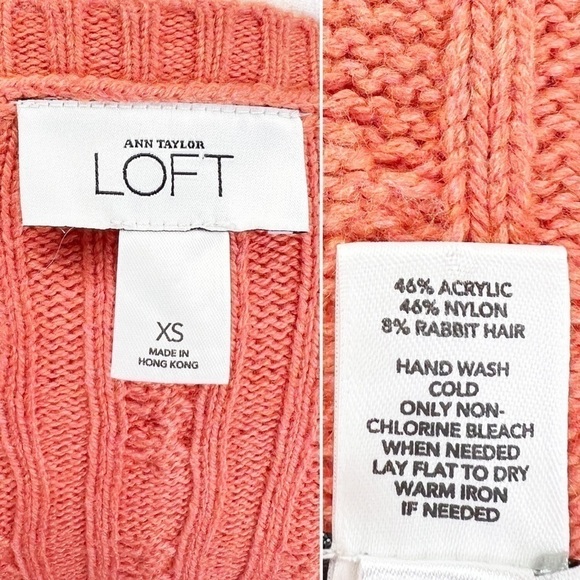 ANN TAYLOR
LOFT
XS
MADE IN
HONG KONG
46% ACRYLIC
46% NYLON
8% RABBIT HAIR
HAND WASH
COLD
ONLY NON-
CHLORINE BLEACH
WHEN NEEDED
LAY FLAT TO DRY
WARM IRON
IF NEEDED